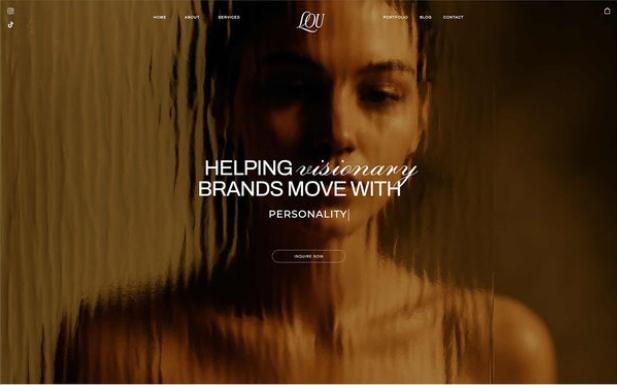 HOME ABOUT SERVICES LOU PORTFOLIO BLOG CONTACT
HELPING visionary
BRANDS MOVE WITH
PERSONALITY|
INQUIRE NOW